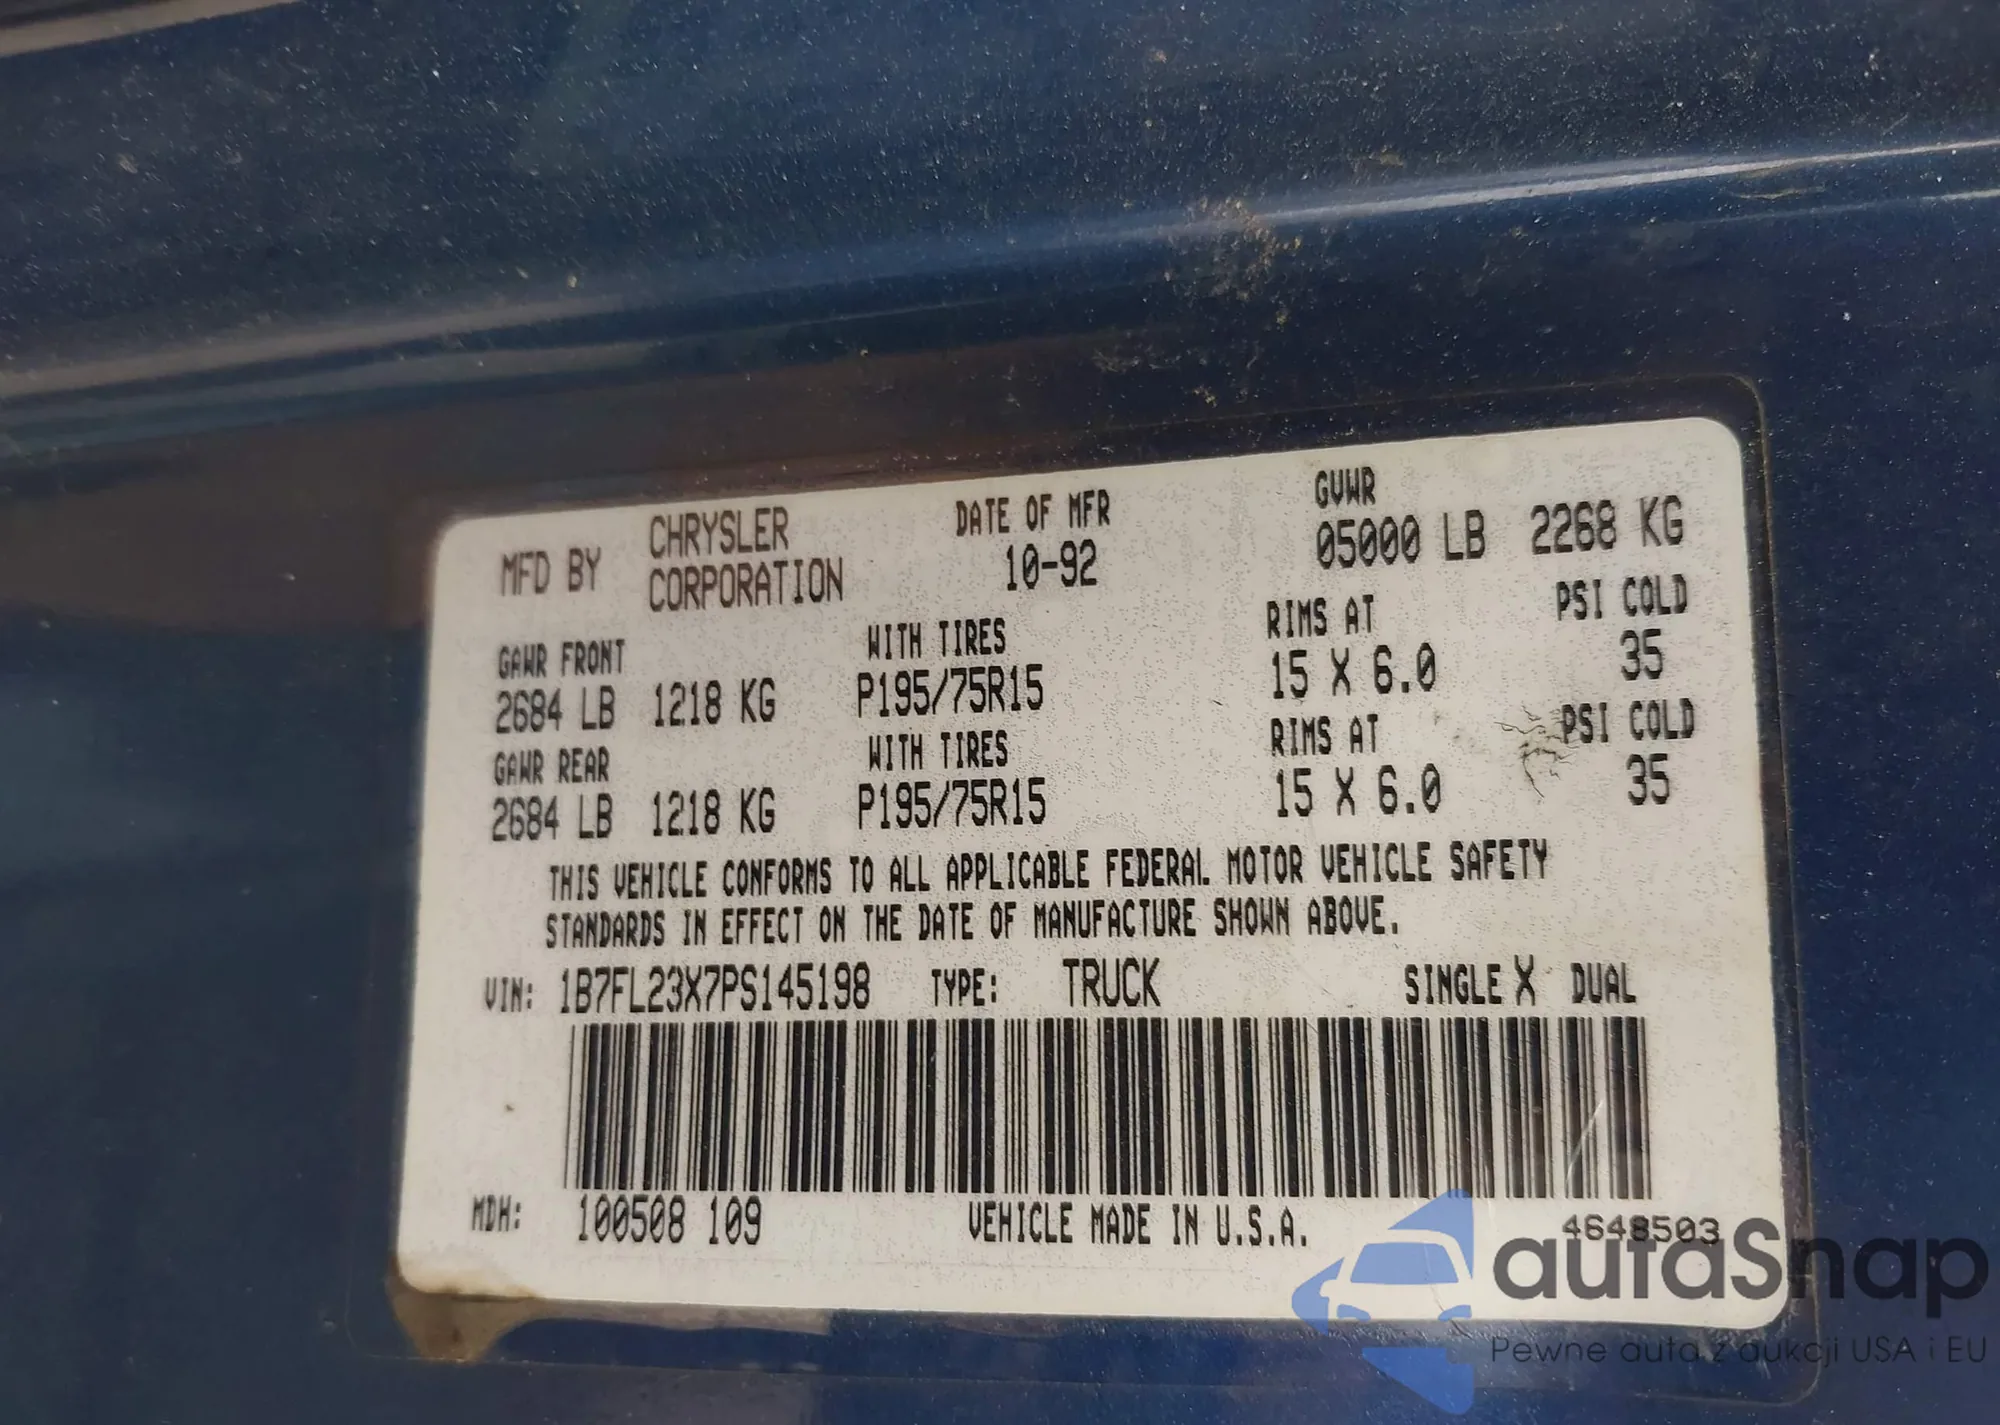 MFD BY CHRYSLER CORPORATION DATE OF MFR 10-92 GVWR 05000 LB 2268 KG
GAWR FRONT WITH TIRES RIMS AT PSI COLD
2684 LB 1218 KG P195/75R15 15 X 6.0 35
GAWR REAR WITH TIRES RIMS AT PSI COLD
2684 LB 1218 KG P195/75R15 15 X 6.0 35
THIS VEHICLE CONFORMS TO ALL APPLICABLE FEDERAL MOTOR VEHICLE SAFETY
STANDARDS IN EFFECT ON THE DATE OF MANUFACTURE SHOWN ABOVE.
VIN: 1B7FL23X7PS145198 TYPE: TRUCK SINGLE X DUAL
MDH: 100508 109 VEHICLE MADE IN U.S.A. 4648503
autaSnap
Pewne auta z aukcji USA i EU